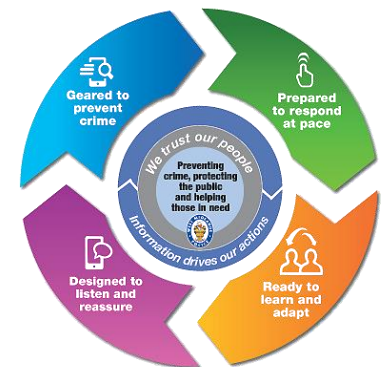 Geared to
prevent
crime
Prepared
to respond
at pace
We trust our people
Preventing
crime, protecting
the public
and helping
those in need
Information drives our actions
Designed to
listen and
reassure
Ready to
learn and
adapt